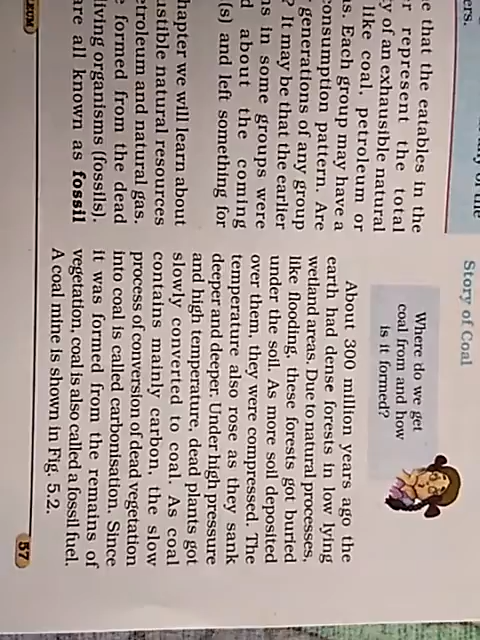 ers.
any of the
e that the eatables in the
r represent the total
y of an exhaustible natural
like coal, petroleum or
s. Each group may have a
consumption pattern. Are
generations of any group
? It may be that the earlier
ns in some groups were
d about the coming
(s) and left something for
hapter we will learn about
ustible natural resources
etroleum and natural gas.
e formed from the dead
living organisms (fossils).
are all known as fossil
Story of Coal
Where do we get
coal from and how
is it formed?
About 300 million years ago the
earth had dense forests in low lying
wetland areas. Due to natural processes,
like flooding, these forests got buried
under the soil. As more soil deposited
over them, they were compressed. The
temperature also rose as they sank
deeper and deeper. Under high pressure
and high temperature, dead plants got
slowly converted to coal. As coal
contains mainly carbon, the slow
process of conversion of dead vegetation
into coal is called carbonisation. Since
it was formed from the remains of
vegetation, coal is also called a fossil fuel.
A coal mine is shown in Fig. 5.2.
57